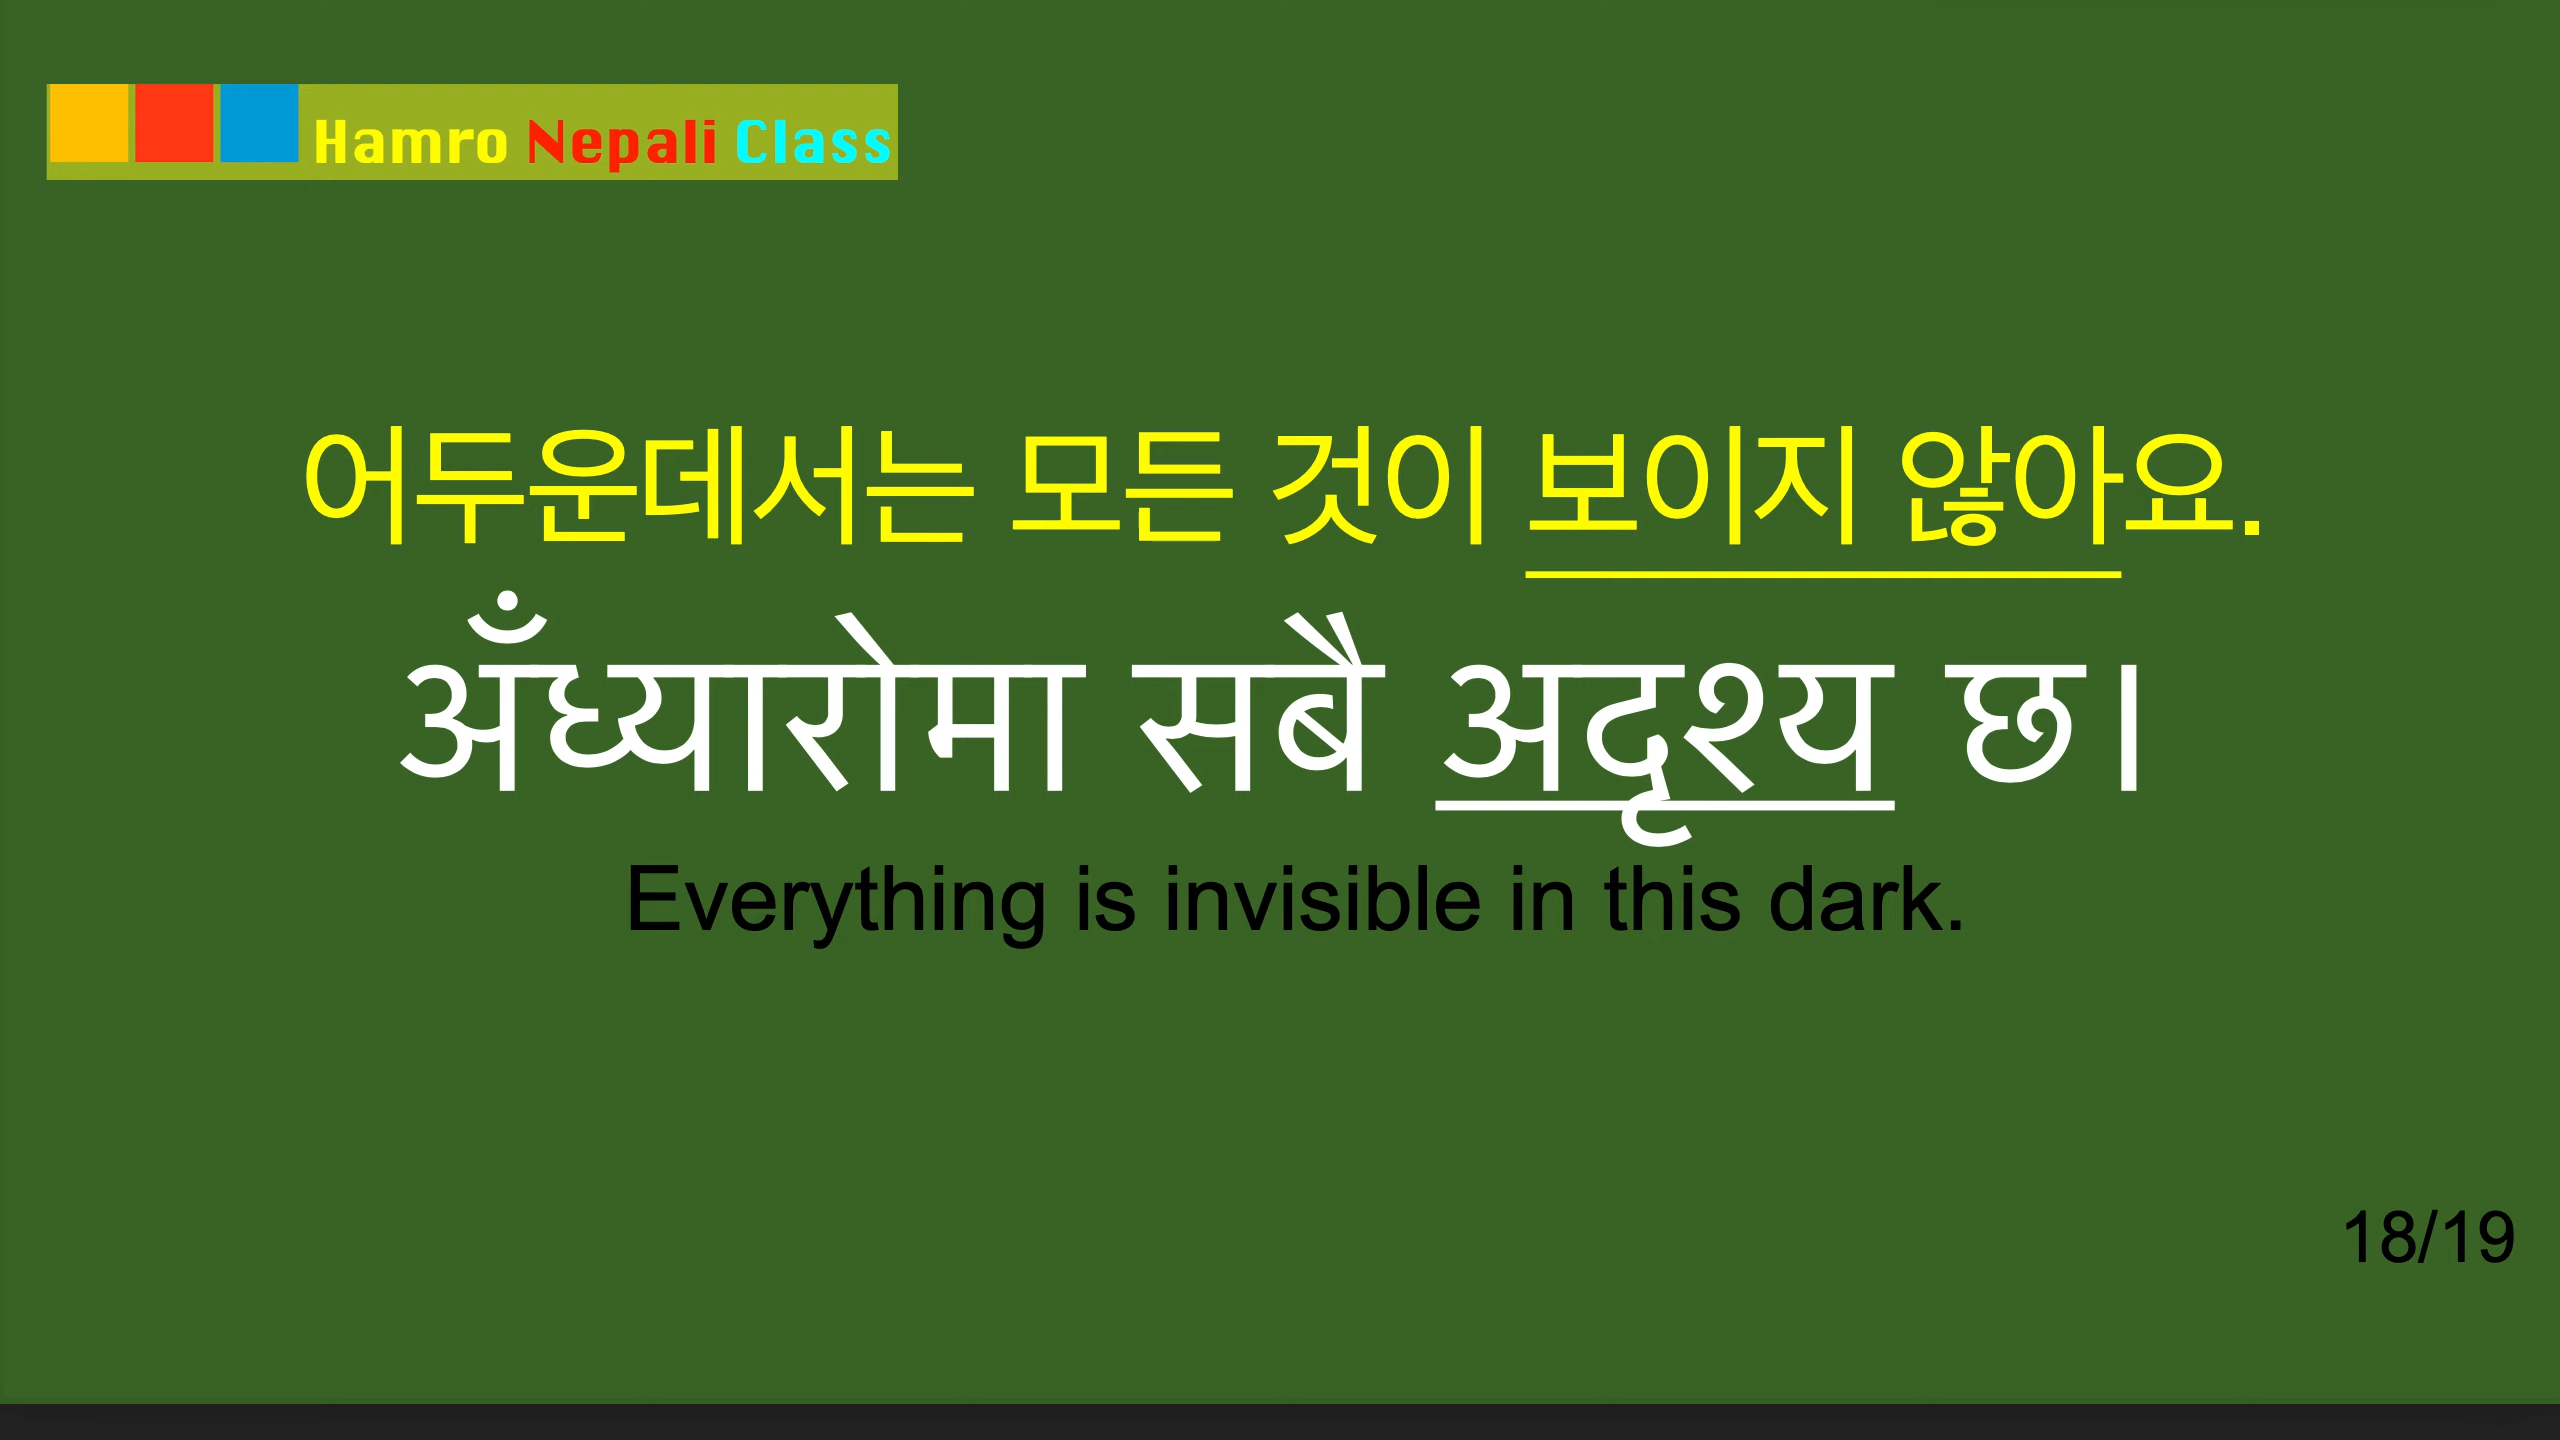 Hamro Nepali Class
어두운데서는 모든 것이 보이지 않아요.
अँध्यारोमा सबै अदृश्य छ।
Everything is invisible in this dark.
18/19